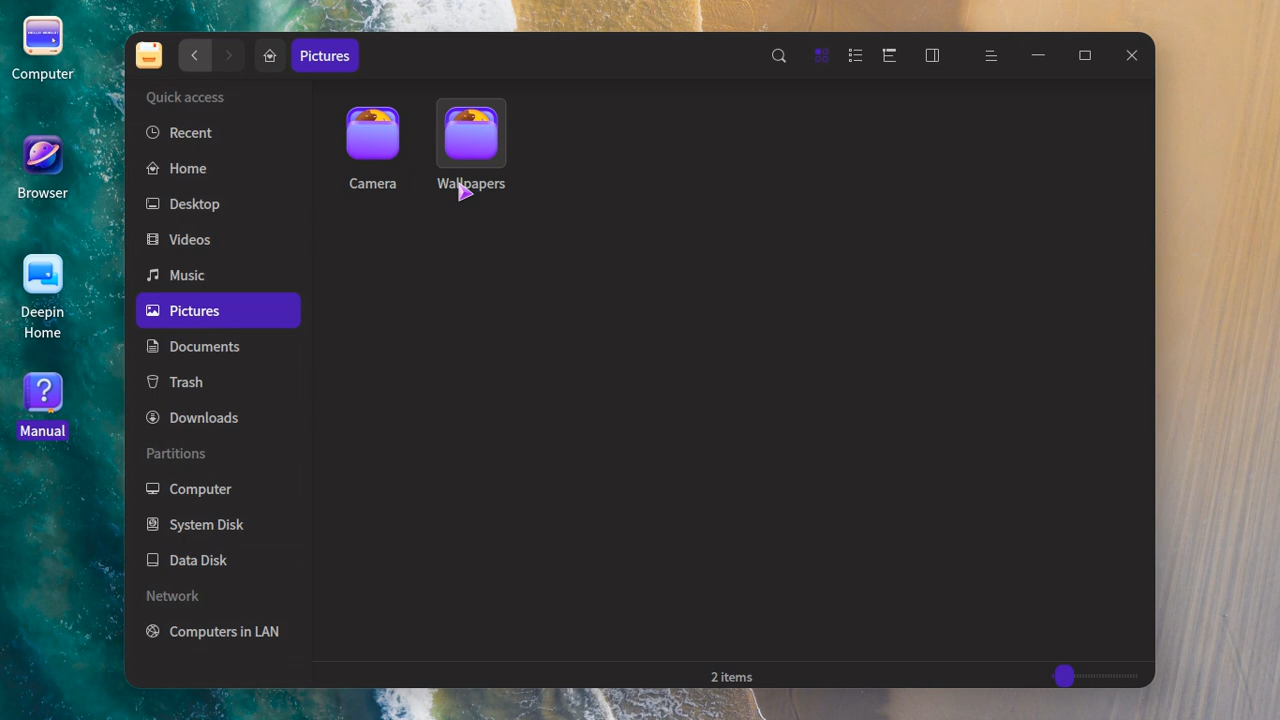 Computer
Browser
Deepin
Home
Manual
Pictures
Quick access
Recent
Home
Desktop
Videos
Music
Pictures
Documents
Trash
Downloads
Partitions
Computer
System Disk
Data Disk
Network
Computers in LAN
Camera
Wallpapers
2 items